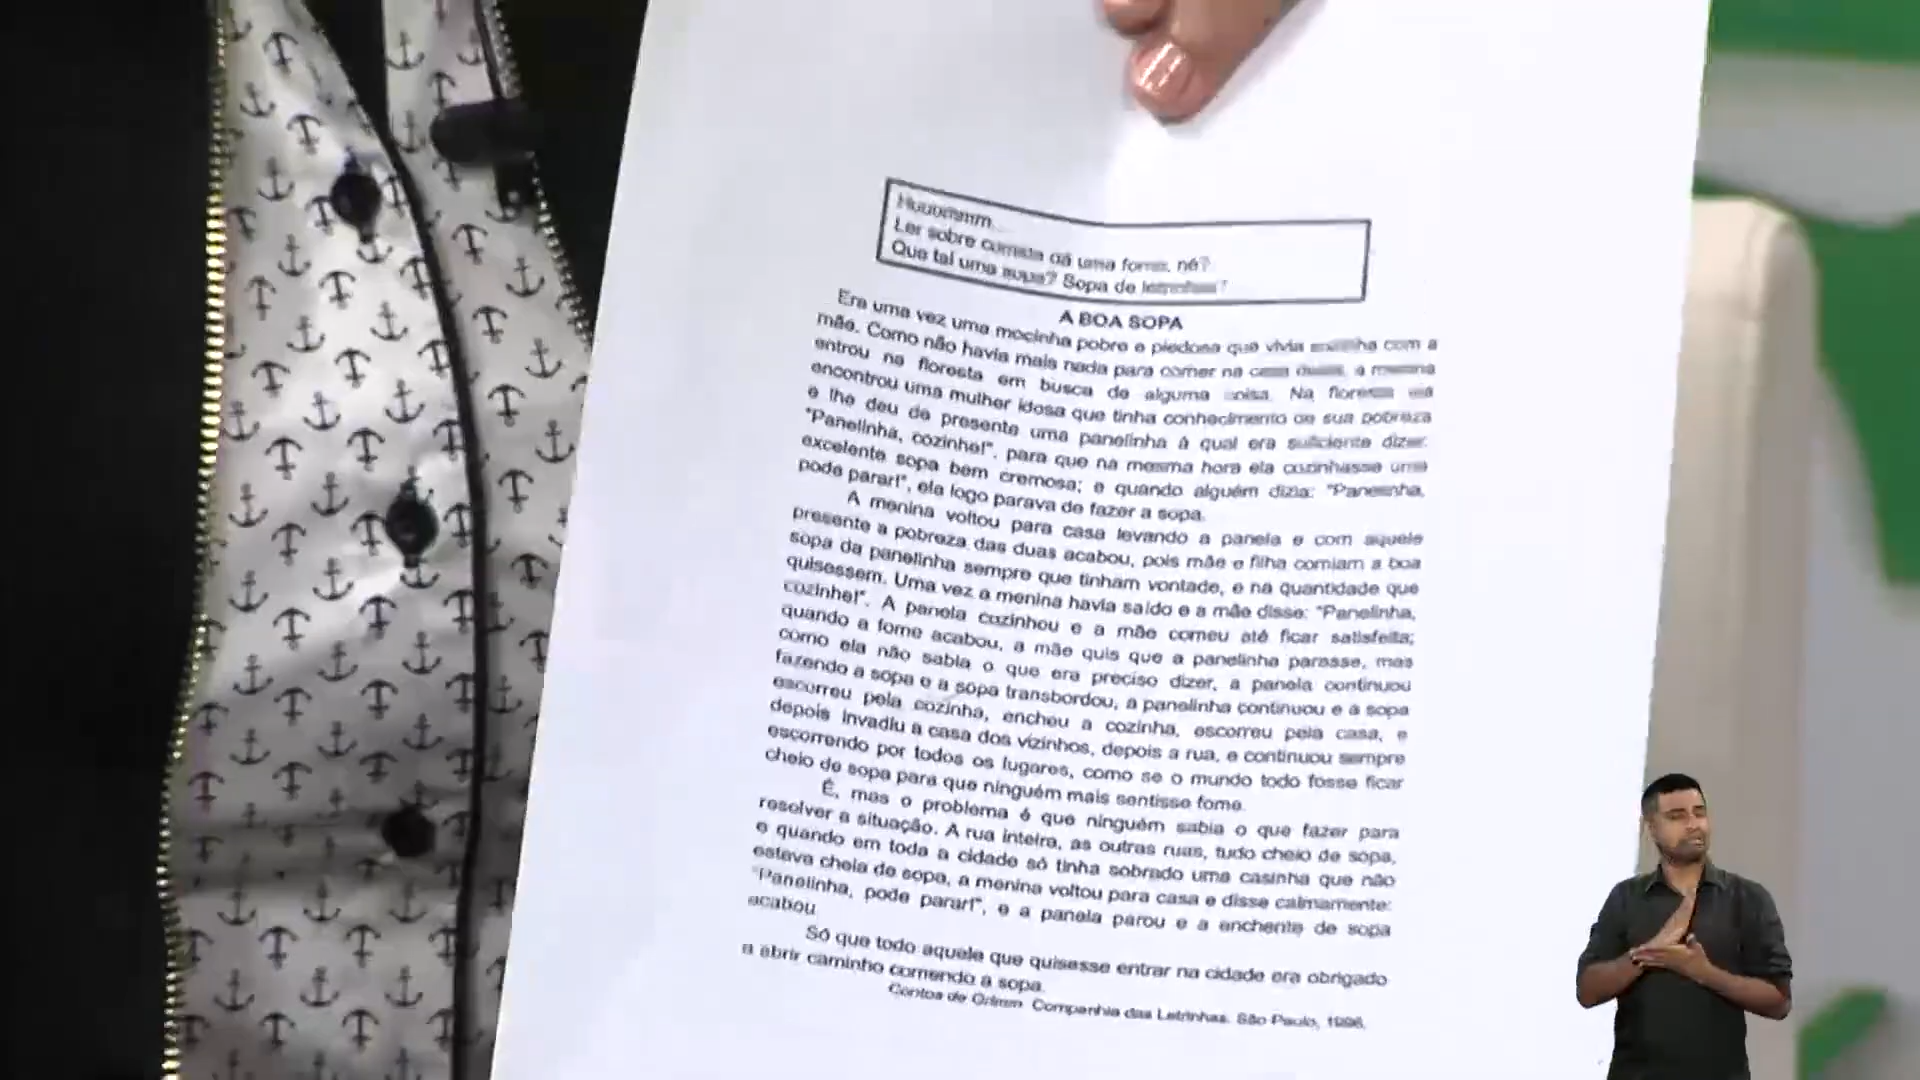 Huuummm...
Ler sobre comida dá uma fome, né?
Que tal uma sopa? Sopa de letrinhas?
A BOA SOPA
Era uma vez uma mocinha pobre e piedosa que vivia sozinha com a
mãe. Como não havia mais nada para comer na casa delas, a menina
entrou na floresta em busca de alguma coisa. Na floresta ela
encontrou uma mulher idosa que tinha conhecimento de sua pobreza
e lhe deu de presente uma panelinha à qual era suficiente dizer:
"Panelinha, cozinhe!", para que na mesma hora ela cozinhasse uma
excelente sopa bem cremosa; e quando alguém dizia: "Panelinha,
pode parar!", ela logo parava de fazer a sopa.
A menina voltou para casa levando a panela e com aquele
presente a pobreza das duas acabou, pois mãe e filha comiam a boa
sopa da panelinha sempre que tinham vontade, e na quantidade que
quisessem. Uma vez a menina havia saído e a mãe disse: "Panelinha,
cozinhe!". A panela cozinhou e a mãe comeu até ficar satisfeita;
quando a fome acabou, a mãe quis que a panelinha parasse, mas
como ela não sabia o que era preciso dizer, a panela continuou
fazendo a sopa e a sopa transbordou, a panelinha continuou e a sopa
escorreu pela cozinha, encheu a cozinha, escorreu pela casa, e
depois invadiu a casa dos vizinhos, depois a rua, e continuou sempre
escorrendo por todos os lugares, como se o mundo todo fosse ficar
cheio de sopa para que ninguém mais sentisse fome.
É, mas o problema é que ninguém sabia o que fazer para
resolver a situação. A rua inteira, as outras ruas, tudo cheio de sopa,
e quando em toda a cidade só tinha sobrado uma casinha que não
estava cheia de sopa, a menina voltou para casa e disse calmamente:
"Panelinha, pode parar!", e a panela parou e a enchente de sopa
acabou.
Só que todo aquele que quisesse entrar na cidade era obrigado
a abrir caminho comendo a sopa.
Contos de Grimm. Companhia das Letrinhas. São Paulo, 1996.